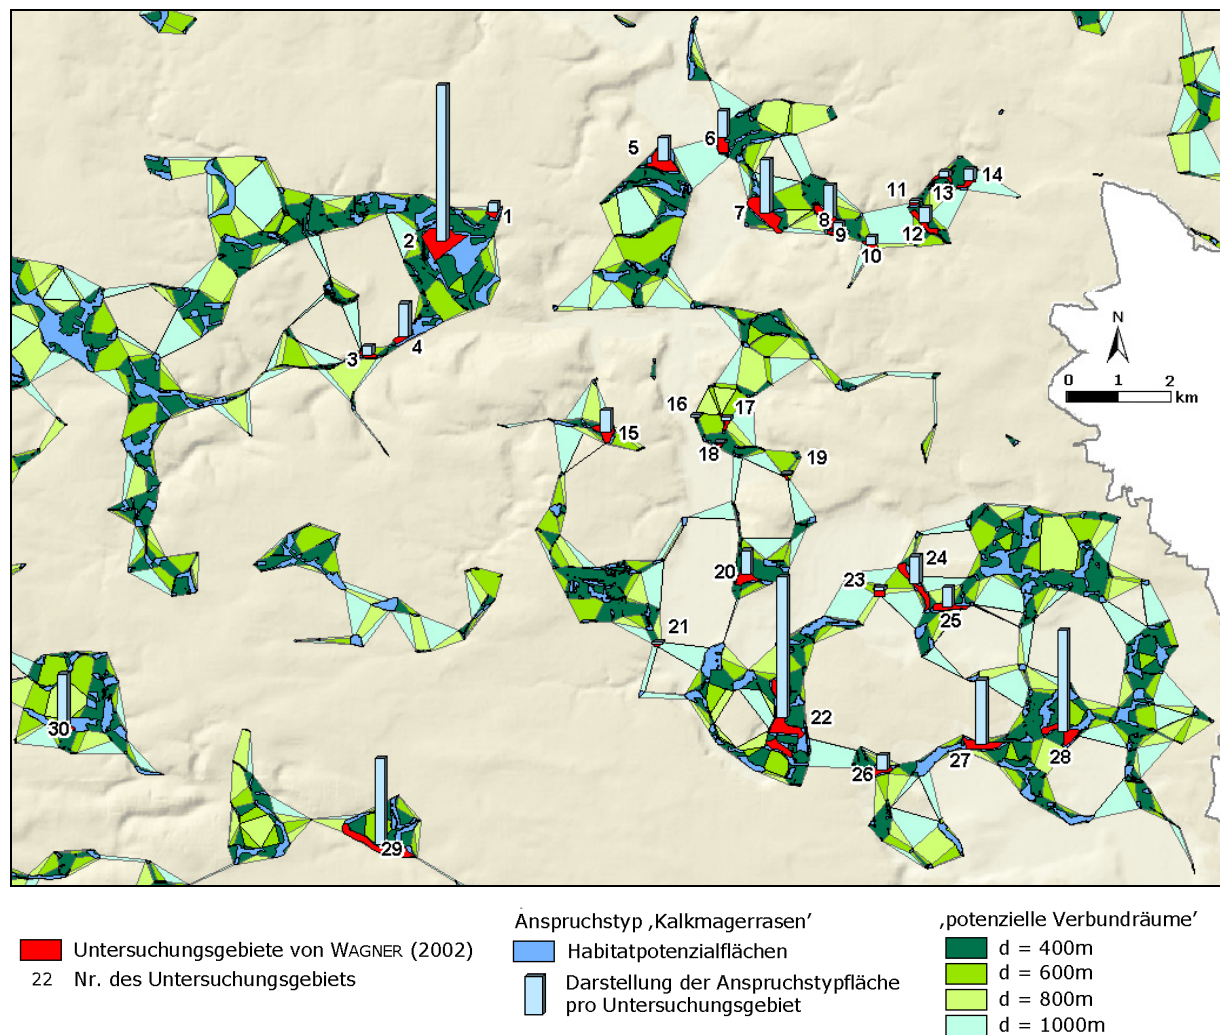 1
2
3
4
5
6
7
8
9
10
11
12
13
14
15
16
17
18
19
20
21
22
23
24
25
26
27
28
29
30
N
0 1 2
km
Untersuchungsgebiete von WAGNER (2002)
22 Nr. des Untersuchungsgebiets
Anspruchstyp ‚Kalkmagerrasen’
Habitatpotenzialflächen
Darstellung der Anspruchstypfläche
pro Untersuchungsgebiet
‚potenzielle Verbundräume’
d = 400m
d = 600m
d = 800m
d = 1000m